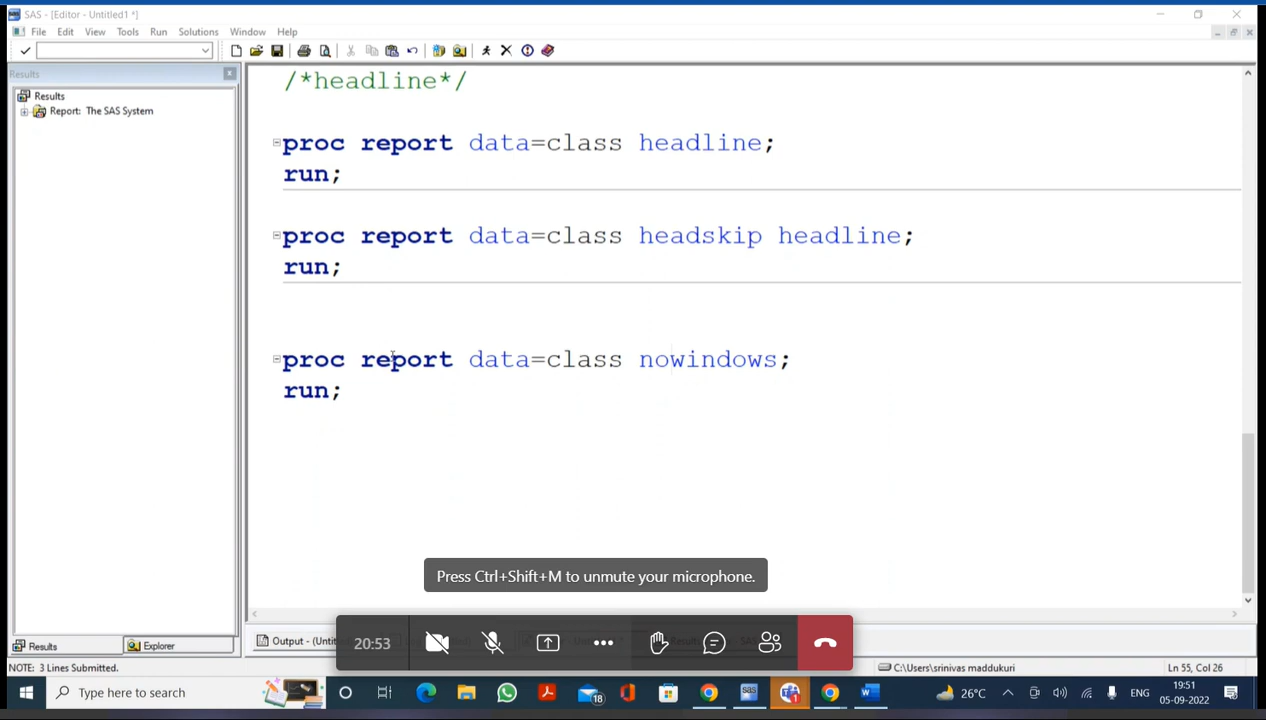 SAS - [Editor - Untitled1 *]
File Edit View Tools Run Solutions Window Help
Results
Results
Report: The SAS System
/*headline*/
proc report data=class headline;
run;
proc report data=class headskip headline;
run;
proc report data=class nowindows;
run;
Press Ctrl+Shift+M to unmute your microphone.
Results Explorer
Output - (Untit
20:53
NOTE: 3 Lines Submitted.
C:\Users\srinivas maddukuri
Ln 55, Col 26
Type here to search
18
SAS
1
26°C
ENG
19:51
05-09-2022